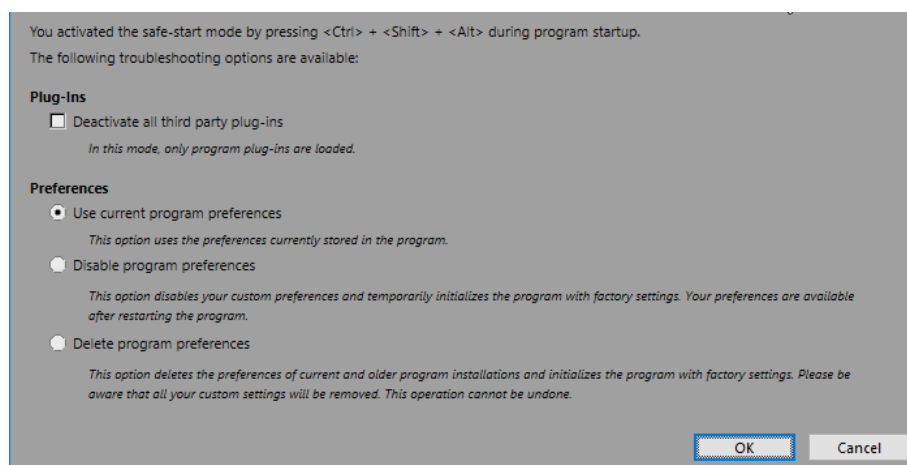 You activated the safe-start mode by pressing <Ctrl> + <Shift> + <Alt> during program startup.
The following troubleshooting options are available:
Plug-Ins
Deactivate all third party plug-ins
In this mode, only program plug-ins are loaded.
Preferences
Use current program preferences
This option uses the preferences currently stored in the program.
Disable program preferences
This option disables your custom preferences and temporarily initializes the program with factory settings. Your preferences are available
after restarting the program.
Delete program preferences
This option deletes the preferences of current and older program installations and initializes the program with factory settings. Please be
aware that all your custom settings will be removed. This operation cannot be undone.
OK Cancel